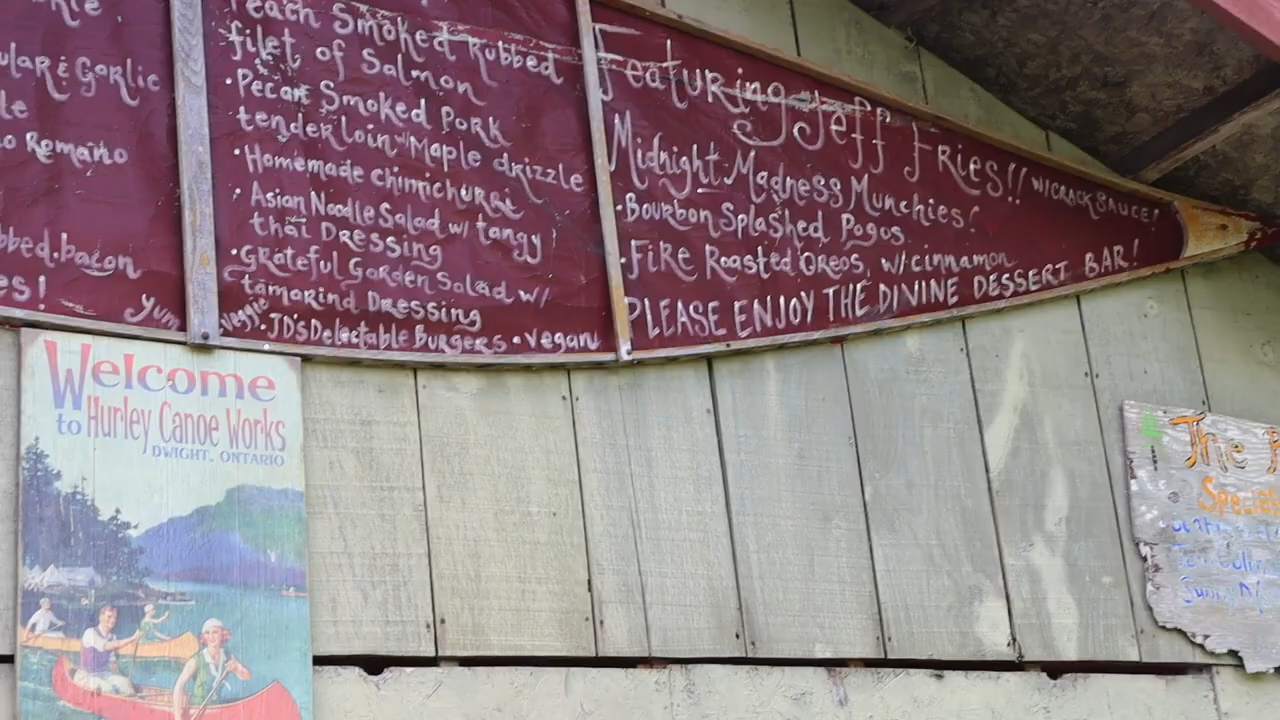 ular & Garlic
le
o Romano
bbed.bacon
es!
Yum
Peach Smoked Rubbed
filet of Salmon
•Pecan Smoked Pork
tenderloin w/ Maple drizzle
•Homemade chimichurri
•Asian Noodle Salad w/ tangy
thai Dressing
•Grateful Garden Salad w/
tamarind Dressing
veggie •JD's Delectable Burgers • Vegan
Featuring Jeff Fries!! w/CRACK SAUCE!
Midnight Madness Munchies!
•Bourbon Splashed Pogos
•Fire Roasted Oreos, w/cinnamon
PLEASE ENJOY THE DIVINE DESSERT BAR!
Welcome
to Hurley Canoe Works
DWIGHT, ONTARIO
The